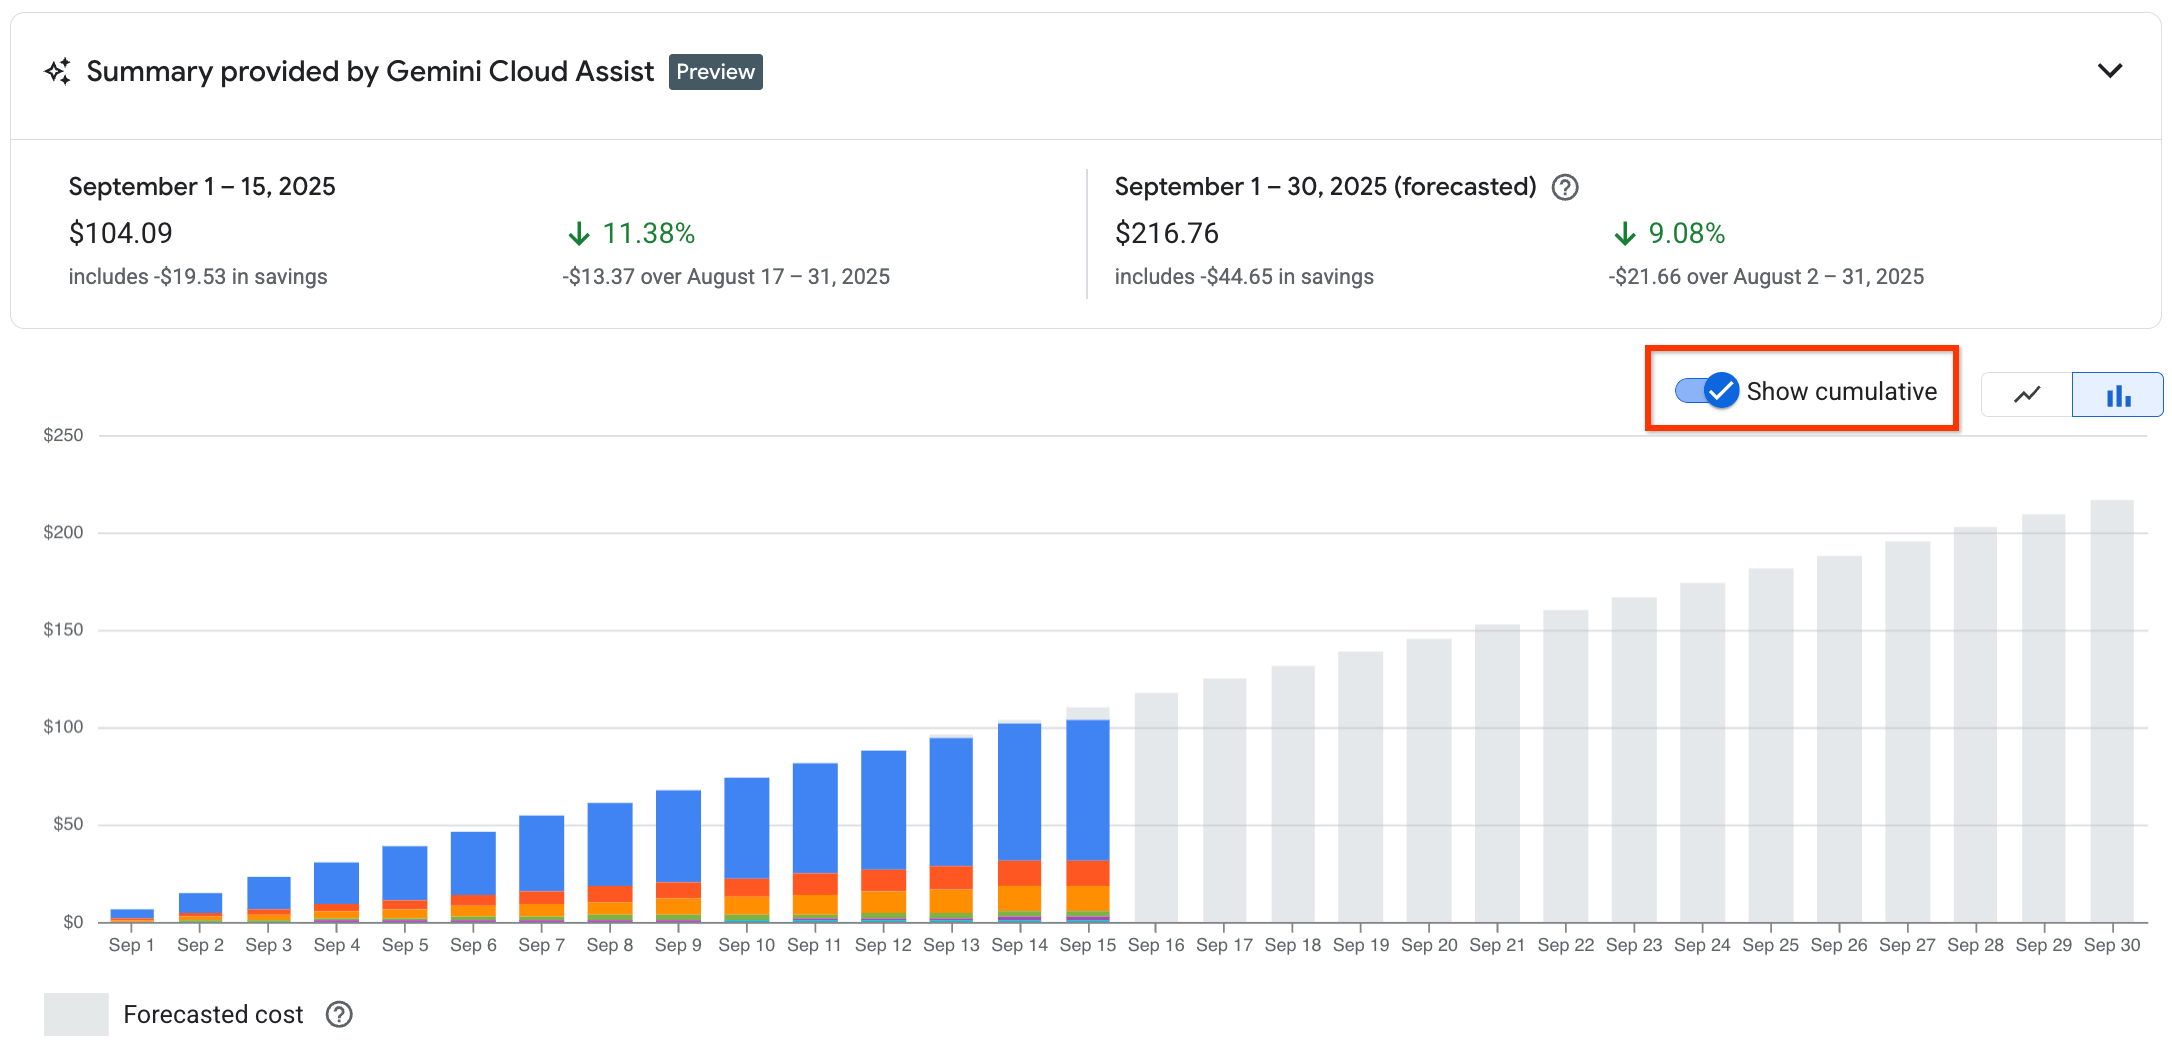 Summary provided by Gemini Cloud Assist Preview
September 1 – 15, 2025
$104.09
↓ 11.38%
includes -$19.53 in savings
-$13.37 over August 17 – 31, 2025
September 1 – 30, 2025 (forecasted) ?
$216.76
↓ 9.08%
includes -$44.65 in savings
-$21.66 over August 2 – 31, 2025
Show cumulative
$250
$200
$150
$100
$50
$0
Sep 1 Sep 2 Sep 3 Sep 4 Sep 5 Sep 6 Sep 7 Sep 8 Sep 9 Sep 10 Sep 11 Sep 12 Sep 13 Sep 14 Sep 15 Sep 16 Sep 17 Sep 18 Sep 19 Sep 20 Sep 21 Sep 22 Sep 23 Sep 24 Sep 25 Sep 26 Sep 27 Sep 28 Sep 29 Sep 30
Forecasted cost ?